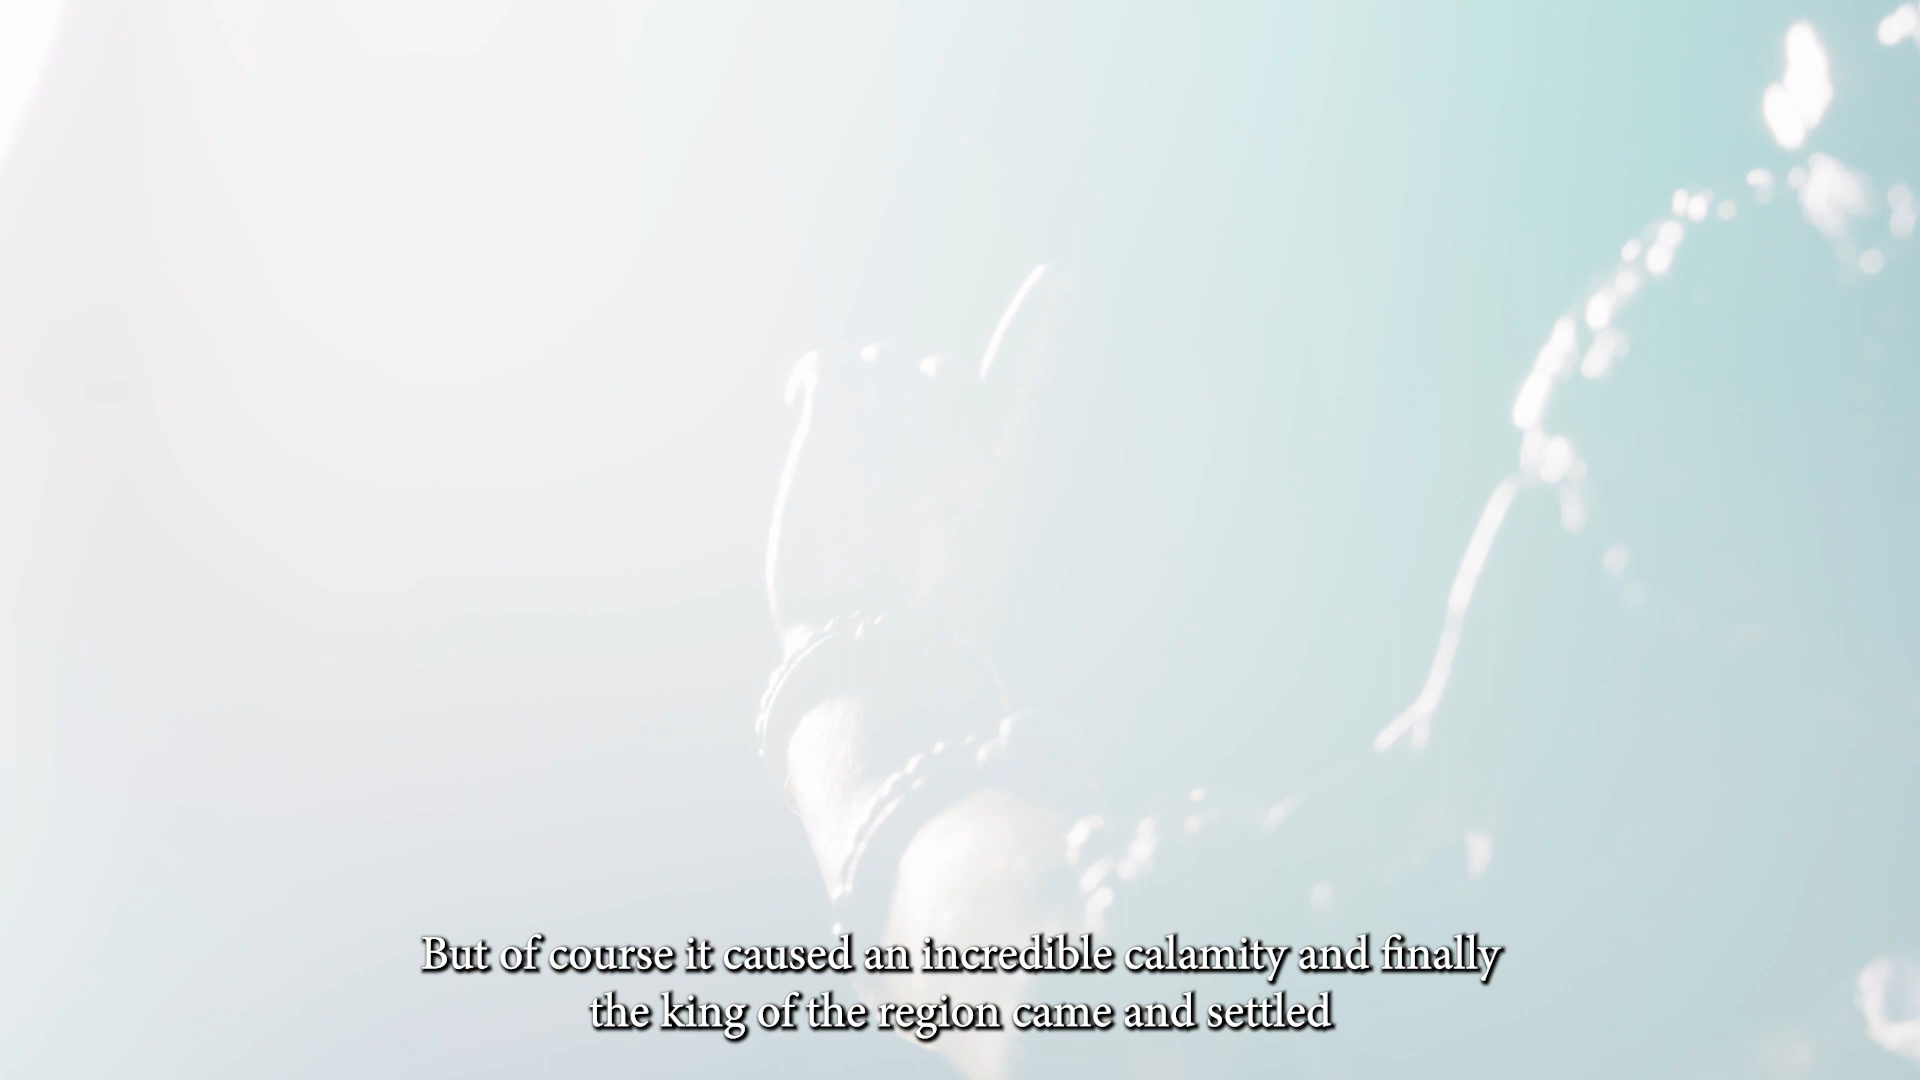 But of course it caused an incredible calamity and finally
the king of the region came and settled